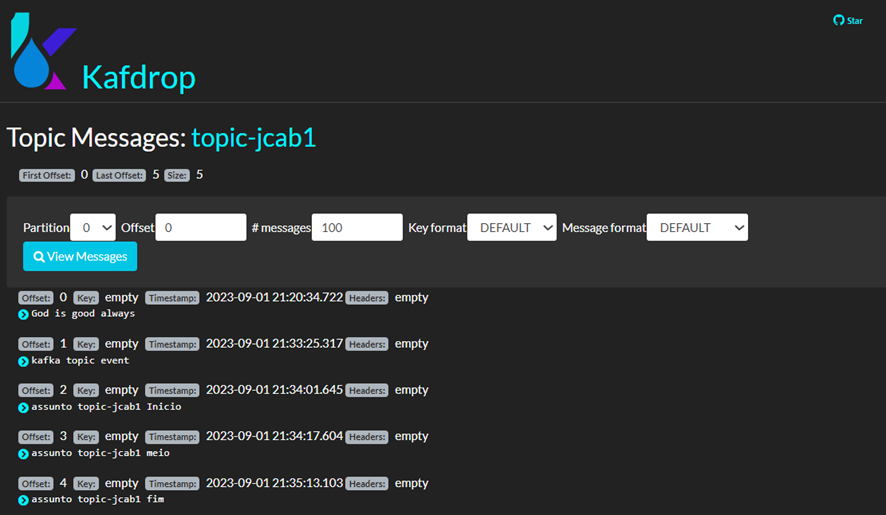 Star
Kafdrop
Topic Messages: topic-jcab1
First Offset: 0 Last Offset: 5 Size: 5
Partition 0 Offset 0 # messages 100 Key format DEFAULT Message format DEFAULT
View Messages
Offset: 0 Key: empty Timestamp: 2023-09-01 21:20:34.722 Headers: empty
God is good always
Offset: 1 Key: empty Timestamp: 2023-09-01 21:33:25.317 Headers: empty
kafka topic event
Offset: 2 Key: empty Timestamp: 2023-09-01 21:34:01.645 Headers: empty
assunto topic-jcab1 Inicio
Offset: 3 Key: empty Timestamp: 2023-09-01 21:34:17.604 Headers: empty
assunto topic-jcab1 meio
Offset: 4 Key: empty Timestamp: 2023-09-01 21:35:13.103 Headers: empty
assunto topic-jcab1 fim